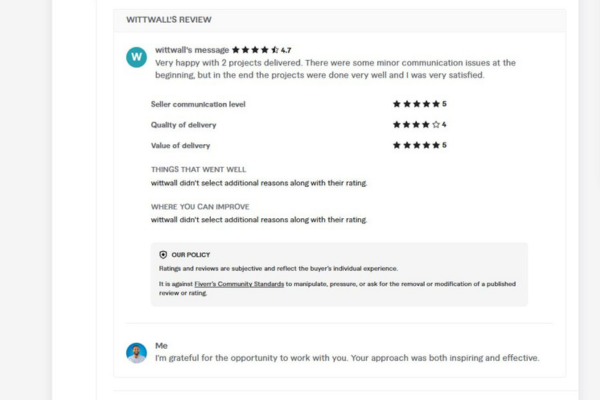 WITTWALL'S REVIEW
W
wittwall's message ★★★★⯪ 4.7
Very happy with 2 projects delivered. There were some minor communication issues at the
beginning, but in the end the projects were done very well and I was very satisfied.
Seller communication level ★★★★★ 5
Quality of delivery ★★★★☆ 4
Value of delivery ★★★★★ 5
THINGS THAT WENT WELL
wittwall didn't select additional reasons along with their rating.
WHERE YOU CAN IMPROVE
wittwall didn't select additional reasons along with their rating.
OUR POLICY
Ratings and reviews are subjective and reflect the buyer's individual experience.
It is against Fiverr's Community Standards to manipulate, pressure, or ask for the removal or modification of a published
review or rating.
Me
I'm grateful for the opportunity to work with you. Your approach was both inspiring and effective.